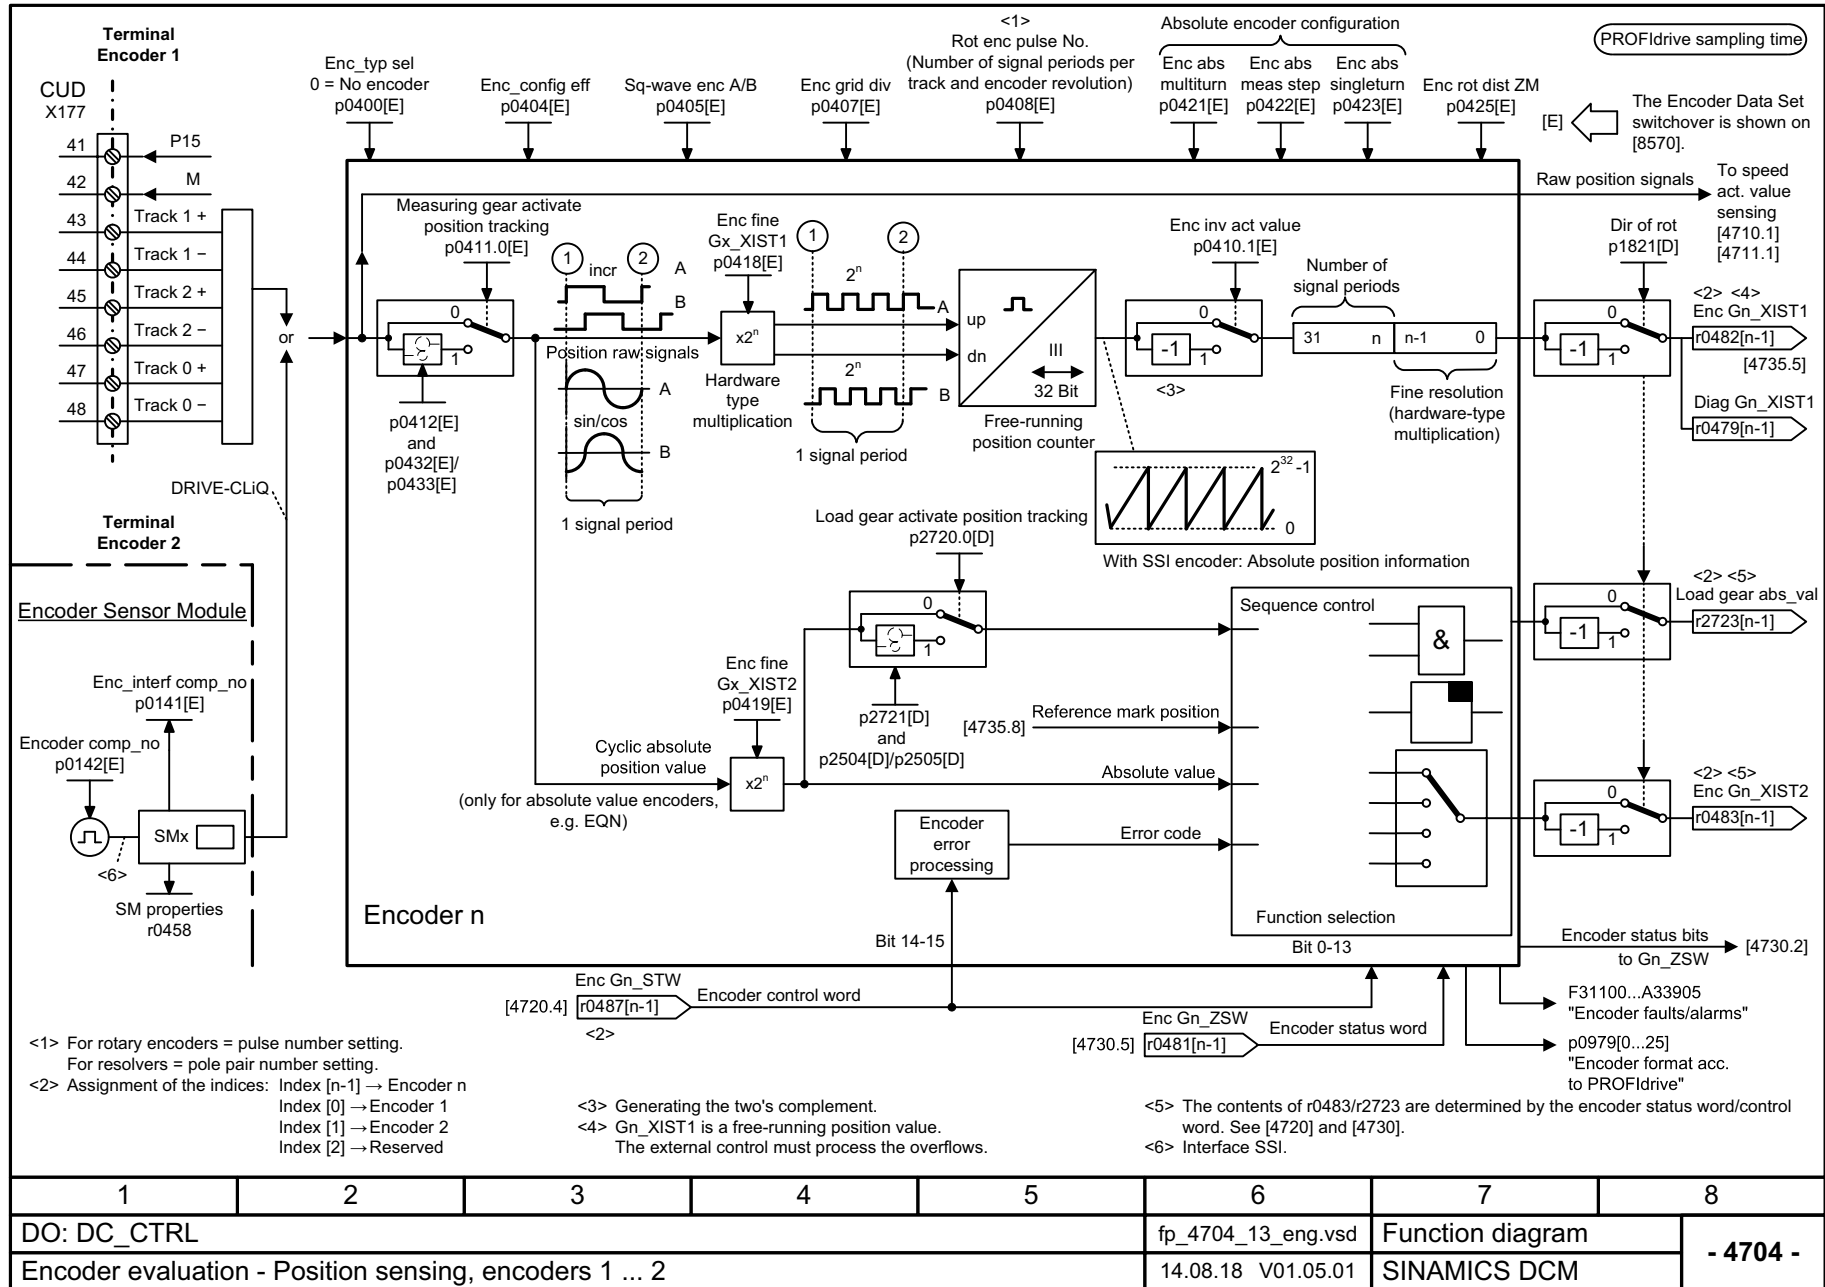 Terminal
Encoder 1
CUD
X177
41
P15
42
M
43
Track 1 +
44
Track 1 −
45
Track 2 +
46
Track 2 −
47
Track 0 +
48
Track 0 −
or
DRIVE-CLiQ
Terminal
Encoder 2
Encoder Sensor Module
Enc_interf comp_no
p0141[E]
Encoder comp_no
p0142[E]
SMx
<6>
SM properties
r0458
Enc_typ sel
0 = No encoder
p0400[E]
Enc_config eff
p0404[E]
Sq-wave enc A/B
p0405[E]
Enc grid div
p0407[E]
<1>
Rot enc pulse No.
(Number of signal periods per
track and encoder revolution)
p0408[E]
Absolute encoder configuration
Enc abs
multiturn
p0421[E]
Enc abs
meas step
p0422[E]
Enc abs
singleturn
p0423[E]
Enc rot dist ZM
p0425[E]
PROFIdrive sampling time
[E]
The Encoder Data Set
switchover is shown on
[8570].
Raw position signals
To speed
act. value
sensing
[4710.1]
[4711.1]
Measuring gear activate
position tracking
p0411.0[E]
0
1
p0412[E]
and
p0432[E]/
p0433[E]
1
2
incr
A
B
Position raw signals
A
sin/cos
B
1 signal period
Enc fine
Gx_XIST1
p0418[E]
x2n
Hardware
type
multiplication
1
2
2n
A
2n
B
1 signal period
up
dn
III
32 Bit
Free-running
position counter
Enc inv act value
p0410.1[E]
0
-1
1
<3>
Number of
signal periods
31
n
n-1
0
Fine resolution
(hardware-type
multiplication)
Dir of rot
p1821[D]
0
-1
1
<2> <4>
Enc Gn_XIST1
r0482[n-1]
[4735.5]
Diag Gn_XIST1
r0479[n-1]
232 -1
0
With SSI encoder: Absolute position information
Load gear activate position tracking
p2720.0[D]
0
1
p2721[D]
and
p2504[D]/p2505[D]
Enc fine
Gx_XIST2
p0419[E]
x2n
Cyclic absolute
position value
(only for absolute value encoders,
e.g. EQN)
[4735.8]
Reference mark position
Absolute value
Error code
Encoder
error
processing
Sequence control
&
Function selection
0
-1
1
<2> <5>
Load gear abs_val
r2723[n-1]
0
-1
1
<2> <5>
Enc Gn_XIST2
r0483[n-1]
Encoder n
Bit 14-15
Bit 0-13
Encoder status bits
to Gn_ZSW
[4730.2]
F31100...A33905
"Encoder faults/alarms"
p0979[0...25]
"Encoder format acc.
to PROFIdrive"
Enc Gn_STW
[4720.4]
r0487[n-1]
Encoder control word
<2>
Enc Gn_ZSW
[4730.5]
r0481[n-1]
Encoder status word
<1> For rotary encoders = pulse number setting.
For resolvers = pole pair number setting.
<2> Assignment of the indices: Index [n-1] → Encoder n
Index [0] → Encoder 1
Index [1] → Encoder 2
Index [2] → Reserved
<3> Generating the two's complement.
<4> Gn_XIST1 is a free-running position value.
The external control must process the overflows.
<5> The contents of r0483/r2723 are determined by the encoder status word/control
word. See [4720] and [4730].
<6> Interface SSI.
1 2 3 4 5 6 7 8
DO: DC_CTRL
fp_4704_13_eng.vsd
Function diagram
- 4704 -
Encoder evaluation - Position sensing, encoders 1 ... 2
14.08.18 V01.05.01
SINAMICS DCM